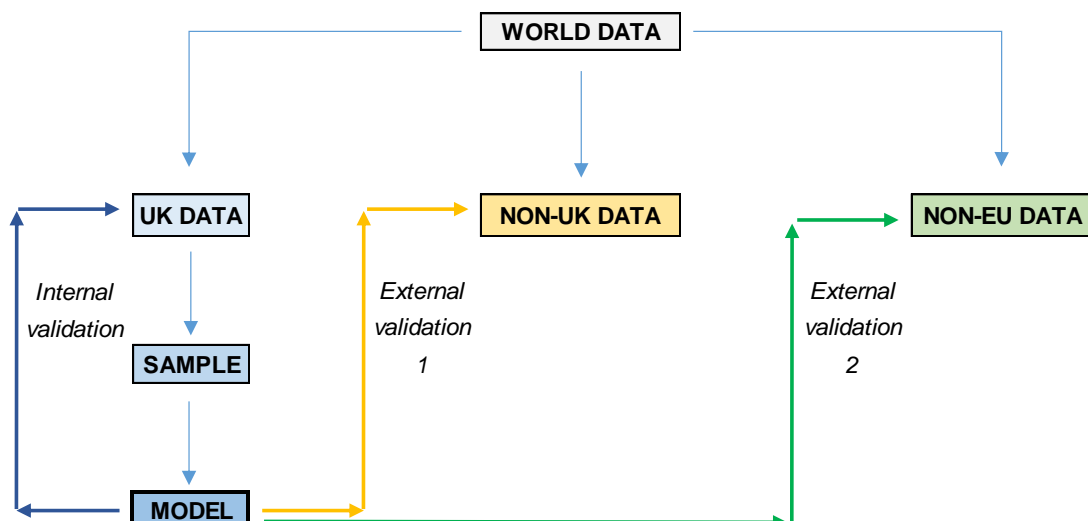 WORLD DATA
UK DATA
NON-UK DATA
NON-EU DATA
Internal
validation
External
validation
1
External
validation
2
SAMPLE
MODEL